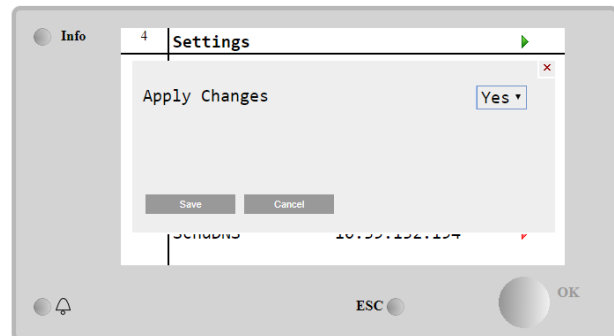 Info
4 Settings
Apply Changes Yes
Save Cancel
ESC
OK